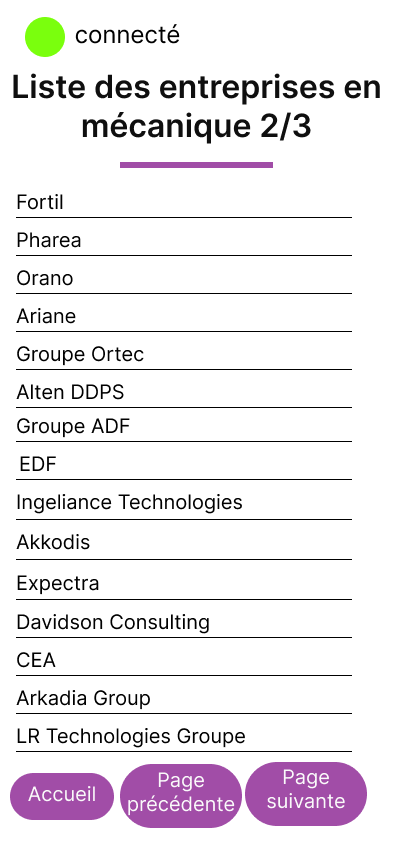 connecté
Liste des entreprises en
mécanique 2/3
Fortil
Pharea
Orano
Ariane
Groupe Ortec
Alten DDPS
Groupe ADF
EDF
Ingeliance Technologies
Akkodis
Expectra
Davidson Consulting
CEA
Arkadia Group
LR Technologies Groupe
Accueil
Page
précédente
Page
suivante